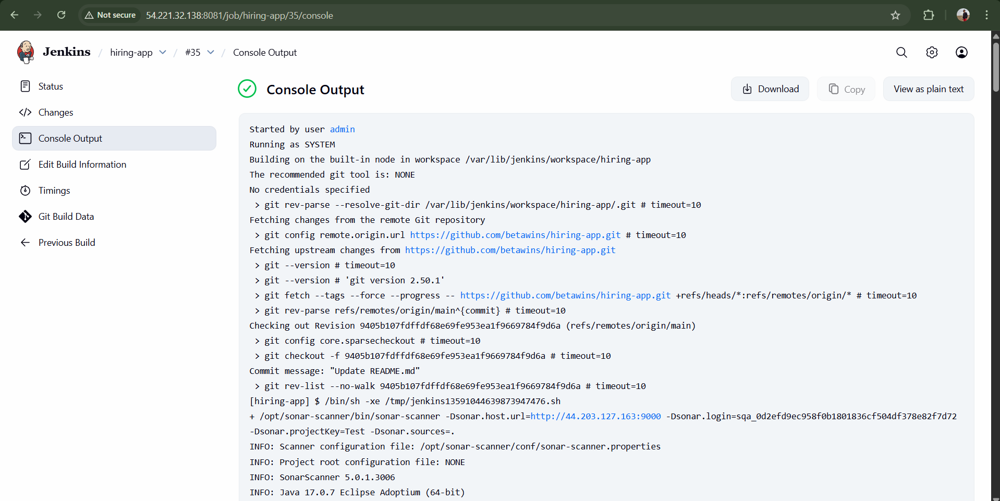 Not secure 54.221.32.138:8081/job/hiring-app/35/console
Jenkins / hiring-app / #35 / Console Output
Status
Changes
Console Output
Edit Build Information
Timings
Git Build Data
Previous Build
Console Output
Download
Copy
View as plain text
Started by user admin
Running as SYSTEM
Building on the built-in node in workspace /var/lib/jenkins/workspace/hiring-app
The recommended git tool is: NONE
No credentials specified
> git rev-parse --resolve-git-dir /var/lib/jenkins/workspace/hiring-app/.git # timeout=10
Fetching changes from the remote Git repository
> git config remote.origin.url https://github.com/betawins/hiring-app.git # timeout=10
Fetching upstream changes from https://github.com/betawins/hiring-app.git
> git --version # timeout=10
> git --version # 'git version 2.50.1'
> git fetch --tags --force --progress -- https://github.com/betawins/hiring-app.git +refs/heads/*:refs/remotes/origin/* # timeout=10
> git rev-parse refs/remotes/origin/main^{commit} # timeout=10
Checking out Revision 9405b107fdffdf68e69fe953ea1f9669784f9d6a (refs/remotes/origin/main)
> git config core.sparsecheckout # timeout=10
> git checkout -f 9405b107fdffdf68e69fe953ea1f9669784f9d6a # timeout=10
Commit message: "Update README.md"
> git rev-list --no-walk 9405b107fdffdf68e69fe953ea1f9669784f9d6a # timeout=10
[hiring-app] $ /bin/sh -xe /tmp/jenkins13591044639873947476.sh
+ /opt/sonar-scanner/bin/sonar-scanner -Dsonar.host.url=http://44.203.127.163:9000 -Dsonar.login=sqa_0d2efd9ec958f0b1801836cf504df378e82f7d72
-Dsonar.projectKey=Test -Dsonar.sources=.
INFO: Scanner configuration file: /opt/sonar-scanner/conf/sonar-scanner.properties
INFO: Project root configuration file: NONE
INFO: SonarScanner 5.0.1.3006
INFO: Java 17.0.7 Eclipse Adoptium (64-bit)